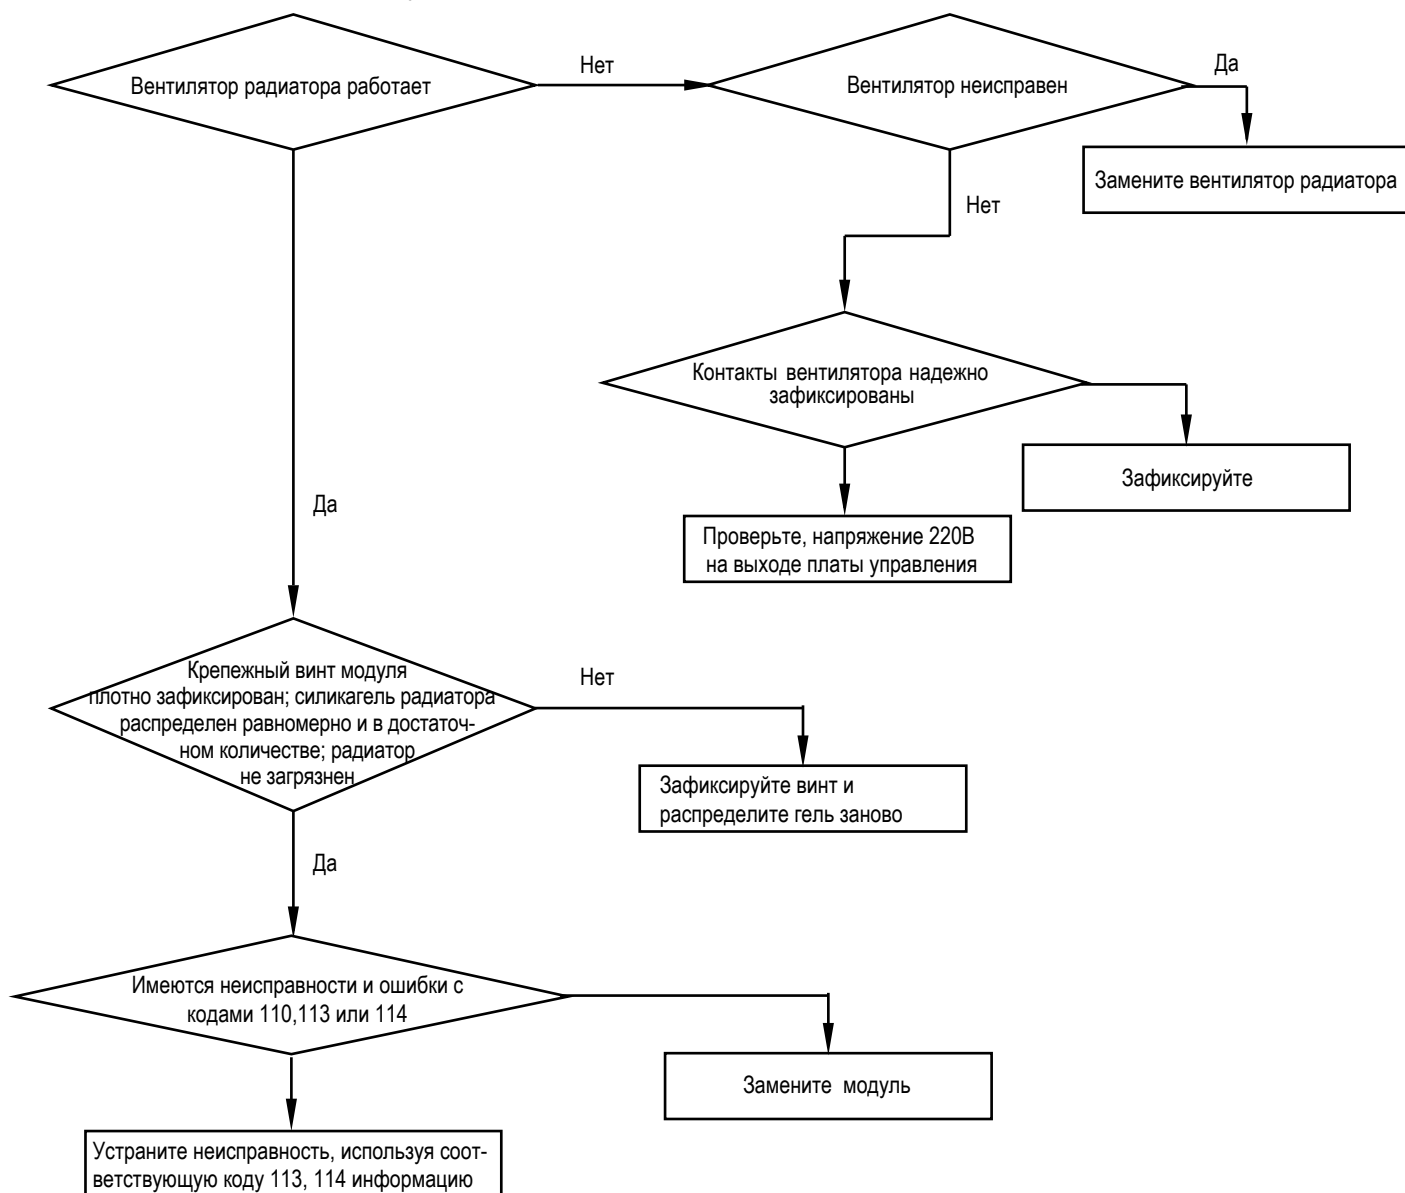 Вентилятор радиатора работает
Нет
Вентилятор неисправен
Да
Замените вентилятор радиатора
Нет
Контакты вентилятора надежно
зафиксированы
Зафиксируйте
Да
Проверьте, напряжение 220В
на выходе платы управления
Крепежный винт модуля
плотно зафиксирован; силикагель радиатора
распределен равномерно и в достаточ-
ном количестве; радиатор
не загрязнен
Нет
Зафиксируйте винт и
распределите гель заново
Да
Имеются неисправности и ошибки с
кодами 110,113 или 114
Замените модуль
Устраните неисправность, используя соот-
ветствующую коду 113, 114 информацию